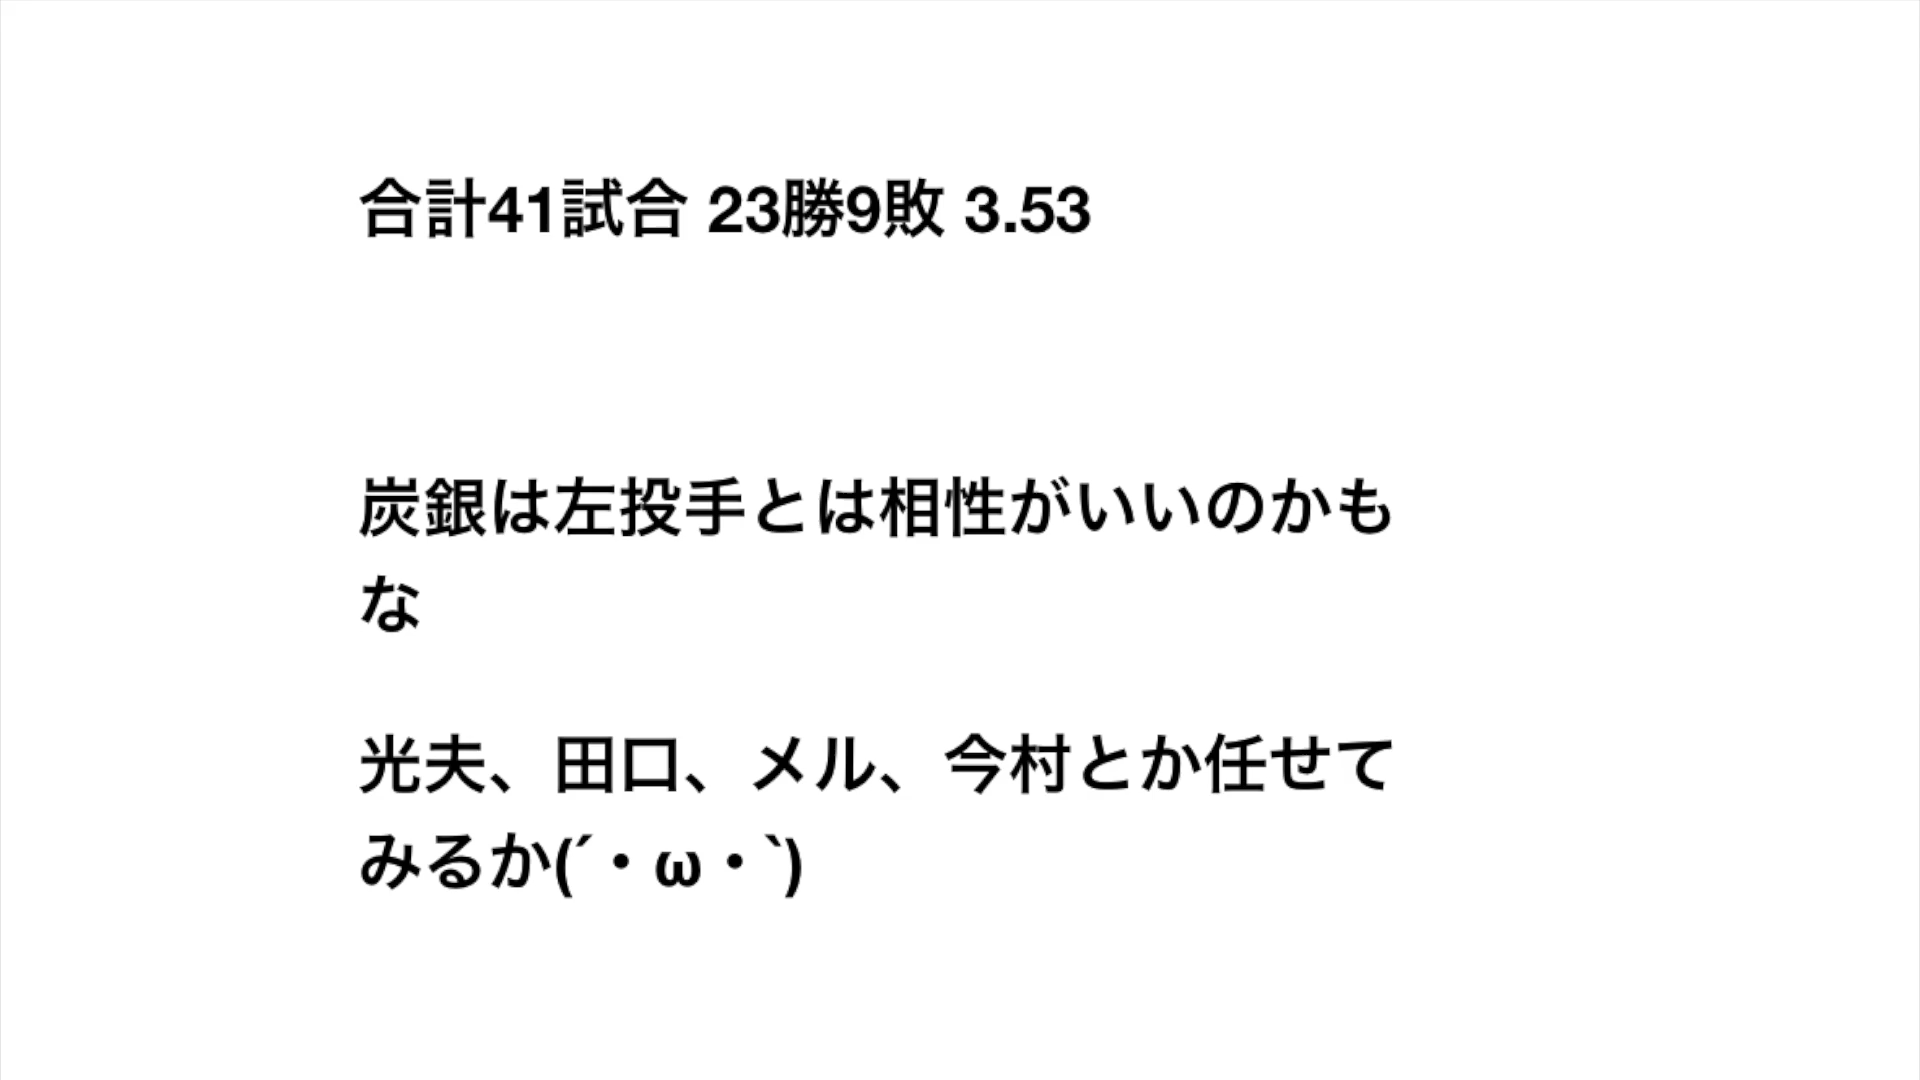 合計41試合 23勝9敗 3.53
炭銀は左投手とは相性がいいのかも
な
光夫、田口、メル、今村とか任せて
みるか(´・ω・`)